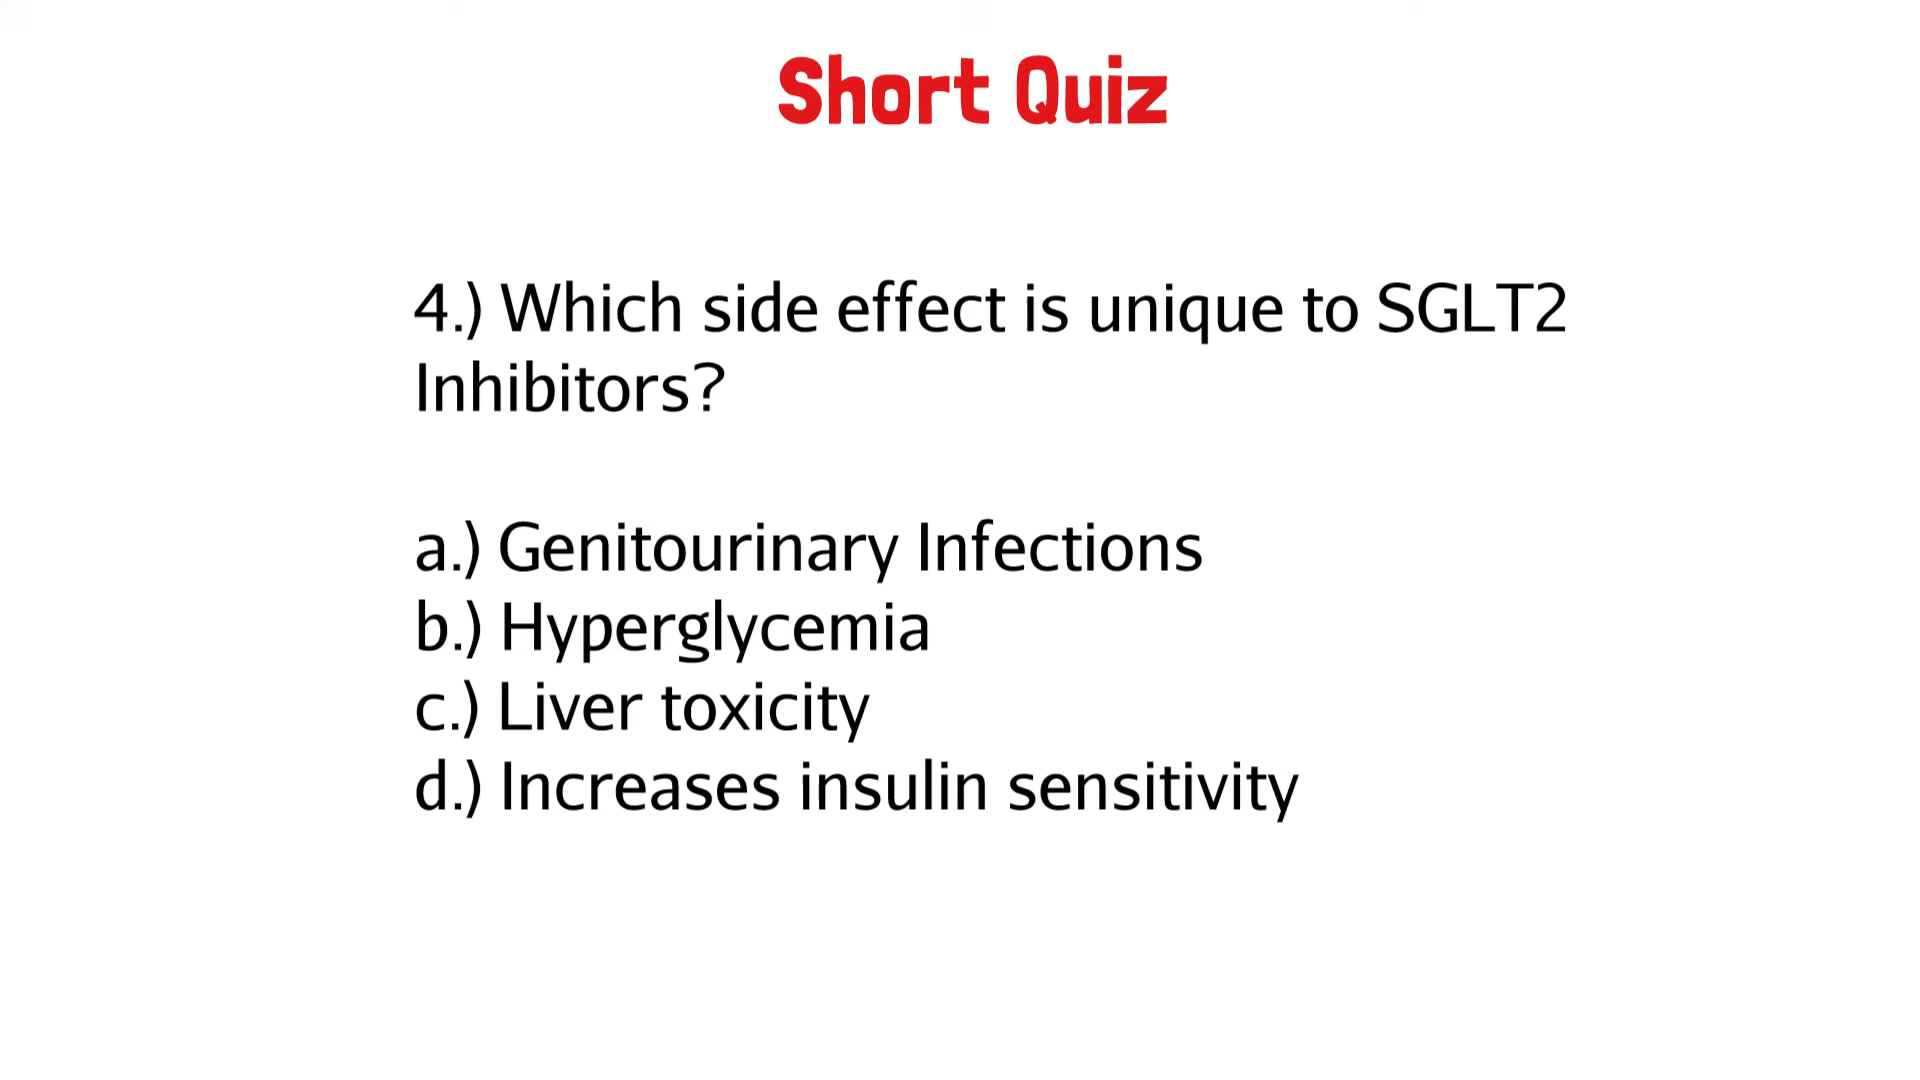 Short Quiz
4.) Which side effect is unique to SGLT2
Inhibitors?
a.) Genitourinary Infections
b.) Hyperglycemia
c.) Liver toxicity
d.) Increases insulin sensitivity